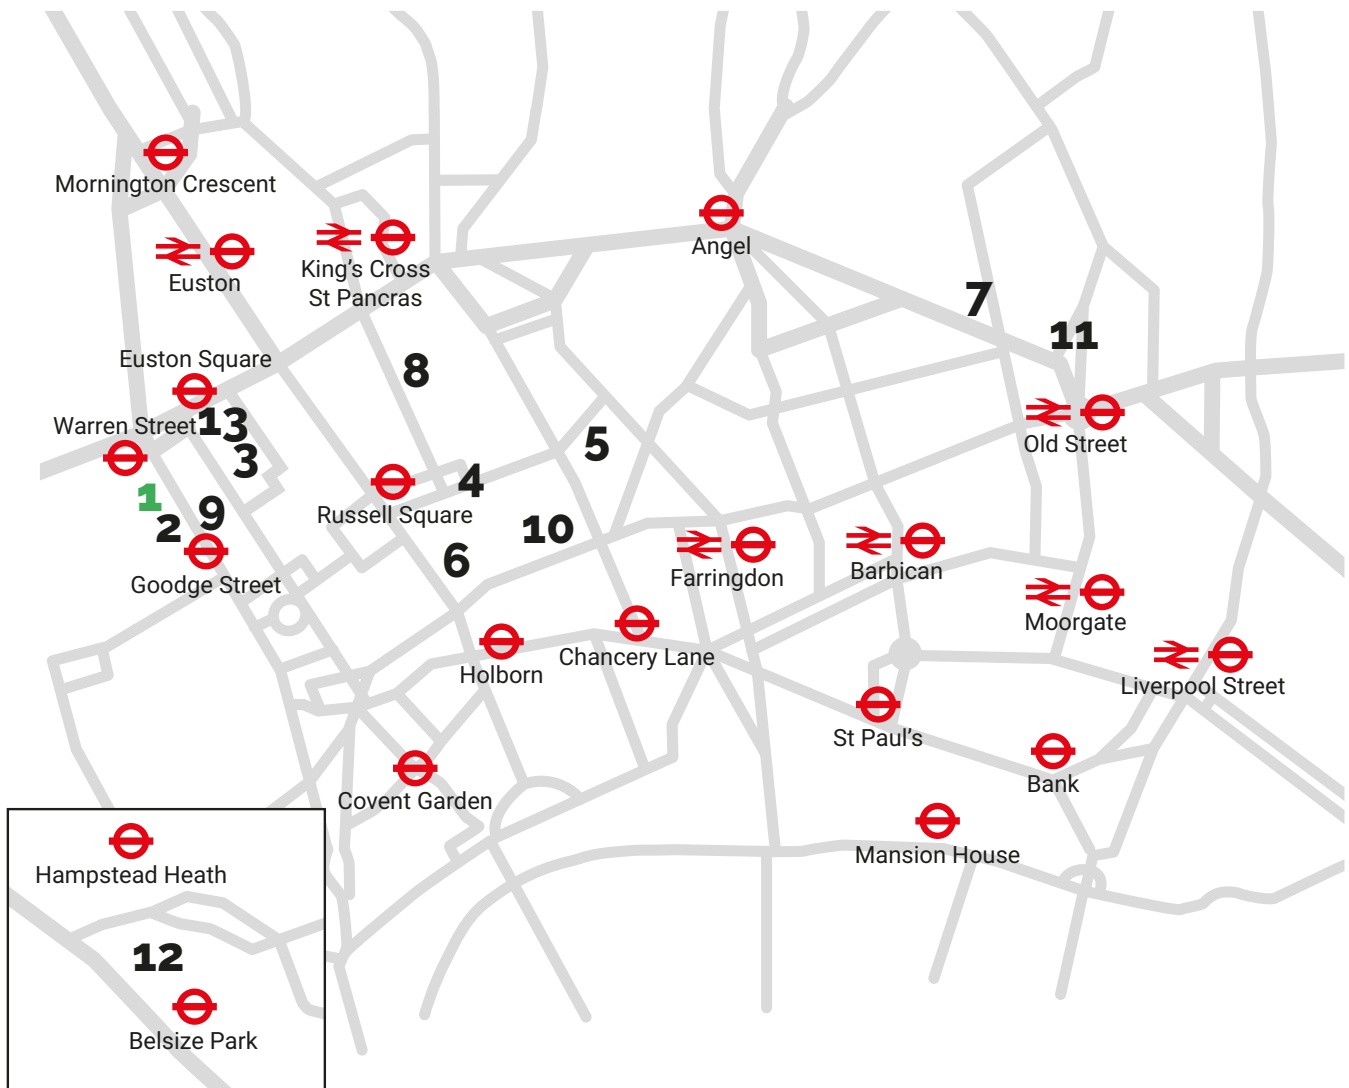 Mornington Crescent
Euston
King's Cross
St Pancras
Angel
7
11
Euston Square
8
Warren Street
13
3
5
Old Street
1
2
9
Russell Square
4
10
6
Goodge Street
Farringdon
Barbican
Moorgate
Holborn
Chancery Lane
Liverpool Street
St Paul's
Bank
Covent Garden
Mansion House
Hampstead Heath
12
Belsize Park